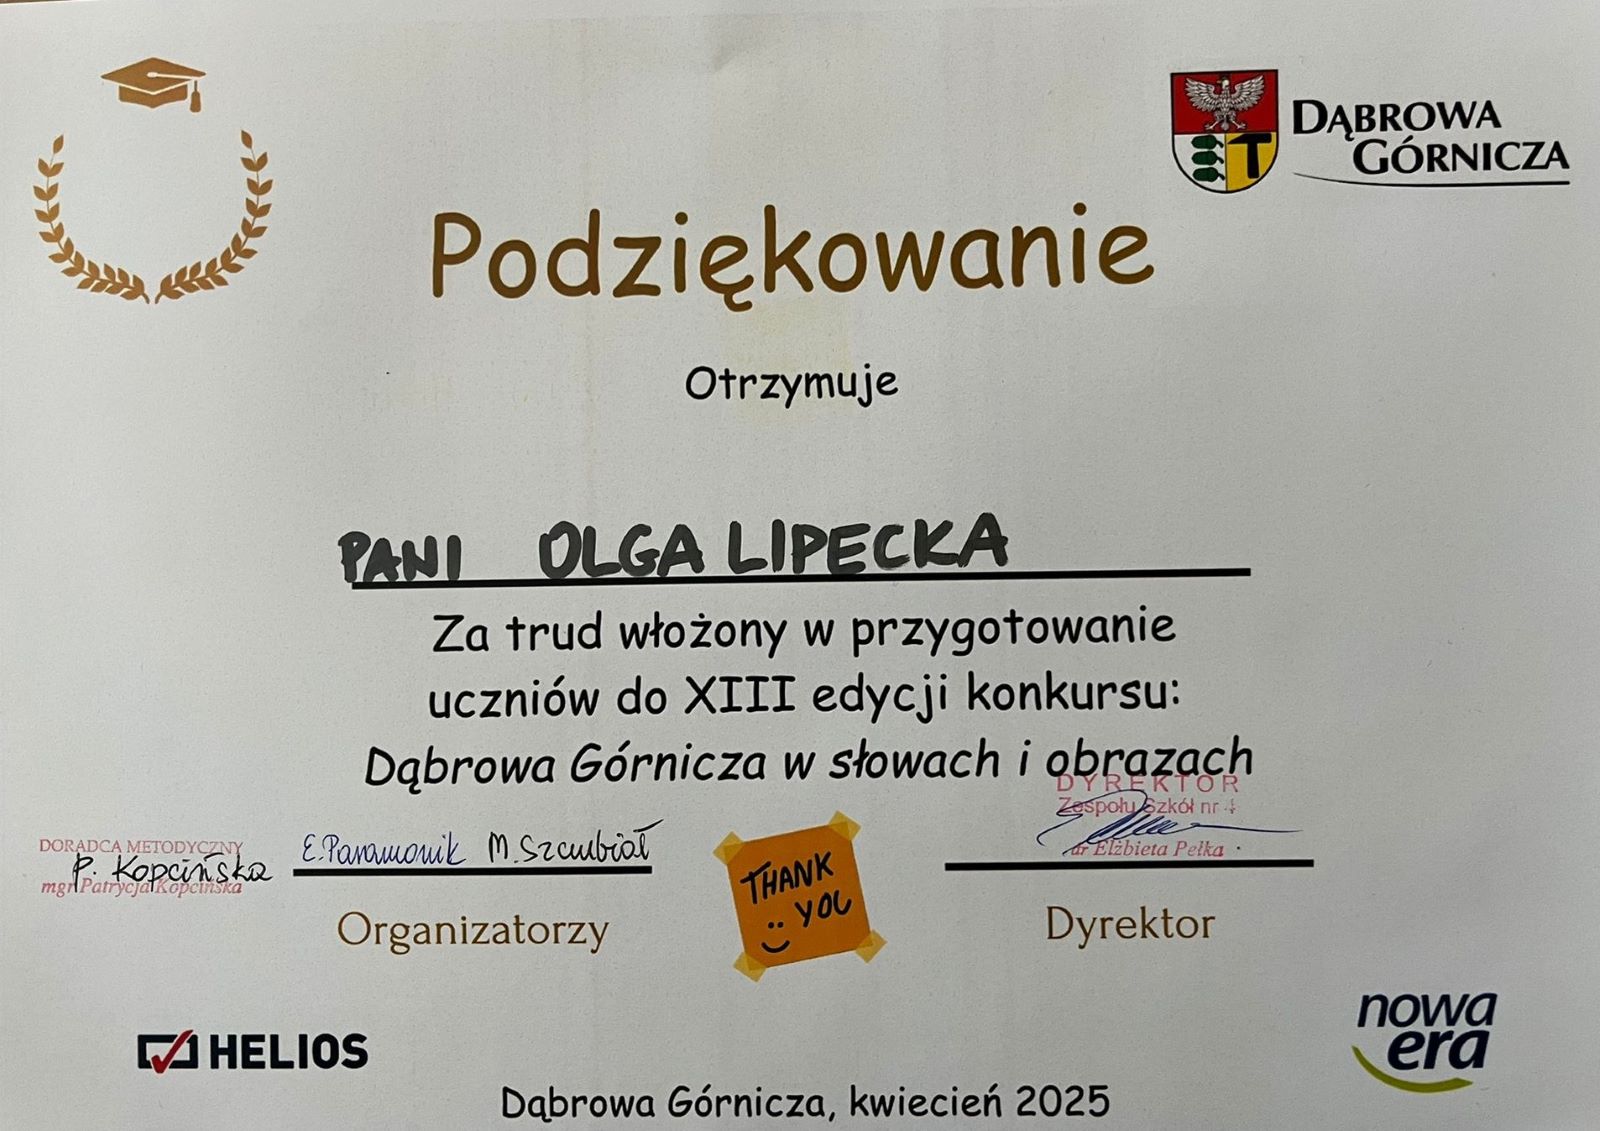 DĄBROWA
GÓRNICZA
Podziękowanie
Otrzymuje
PANI OLGA LIPECKA
Za trud włożony w przygotowanie
uczniów do XIII edycji konkursu:
Dąbrowa Górnicza w słowach i obrazach
DORADCA METODYCZNY
P. Kopcińska
mgr Patrycja Kopcińska
E. Paramonik M. Szczubiał
Organizatorzy
THANK
YOU
DYREKTOR
Zespołu Szkół nr 4
dr Elżbieta Pełka
Dyrektor
HELIOS
nowa
era
Dąbrowa Górnicza, kwiecień 2025